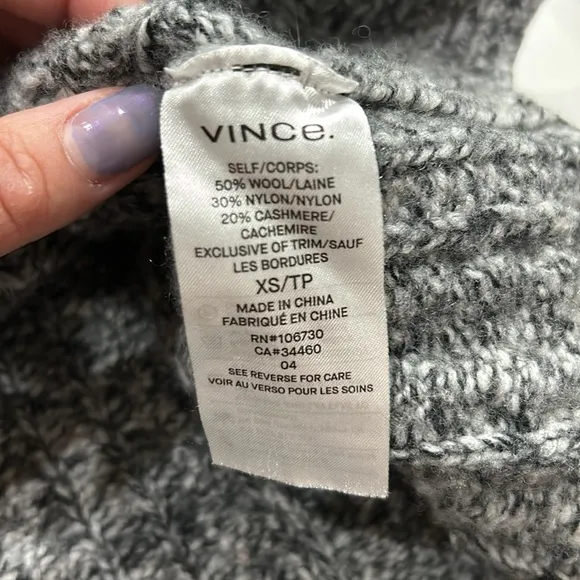 VINCe.
SELF/CORPS:
50% WOOL/LAINE
30% NYLON/NYLON
20% CASHMERE/
CACHEMIRE
EXCLUSIVE OF TRIM/SAUF
LES BORDURES
XS/TP
MADE IN CHINA
FABRIQUÉ EN CHINE
RN#106730
CA#34460
04
SEE REVERSE FOR CARE
VOIR AU VERSO POUR LES SOINS